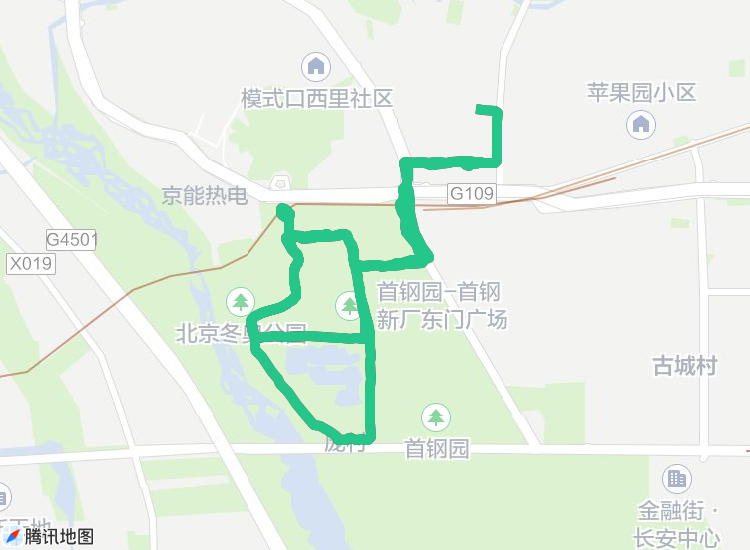 苹果园小区
模式口西里社区
京能热电
G109
G4501
X019
首钢园-首钢
新厂东门广场
北京冬奥公园
古城村
庞村
首钢园
金融街·
长安中心
腾讯地图